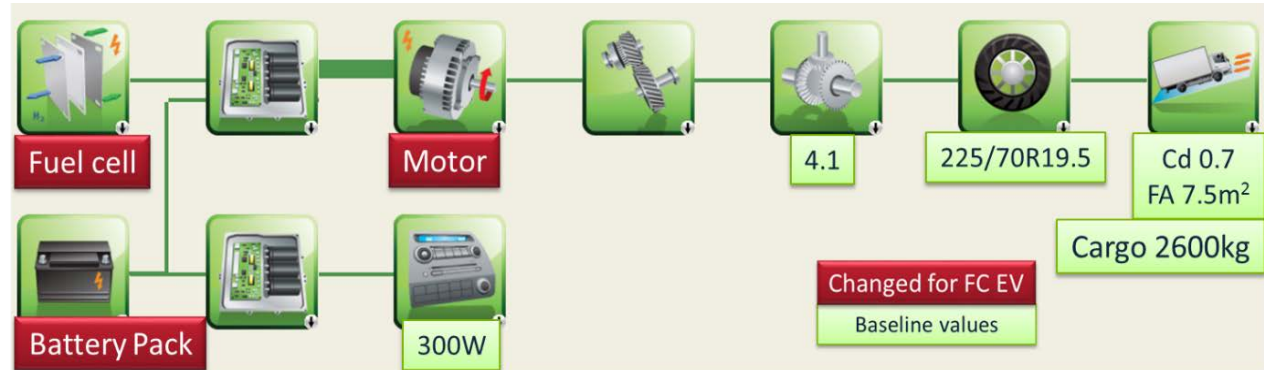 H₂
Fuel cell
Motor
4.1
225/70R19.5
Cd 0.7
FA 7.5m²
Cargo 2600kg
Battery Pack
300W
Changed for FC EV
Baseline values